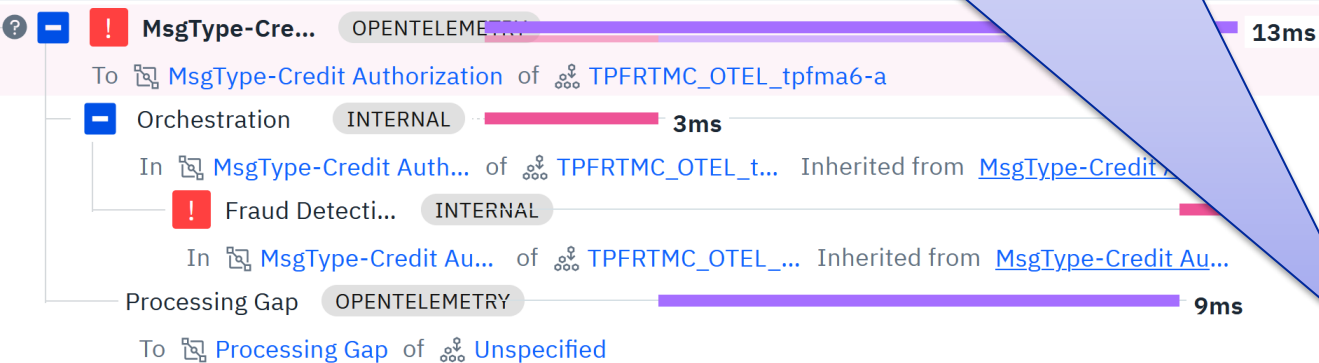 ? − ! MsgType-Cre... OPENTELEMETRY 13ms
To MsgType-Credit Authorization of TPFRTMC_OTEL_tpfma6-a
− Orchestration INTERNAL 3ms
In MsgType-Credit Auth... of TPFRTMC_OTEL_t... Inherited from MsgType-Credit
! Fraud Detecti... INTERNAL
In MsgType-Credit Au... of TPFRTMC_OTEL_... Inherited from MsgType-Credit Au...
Processing Gap OPENTELEMETRY 9ms
To Processing Gap of Unspecified